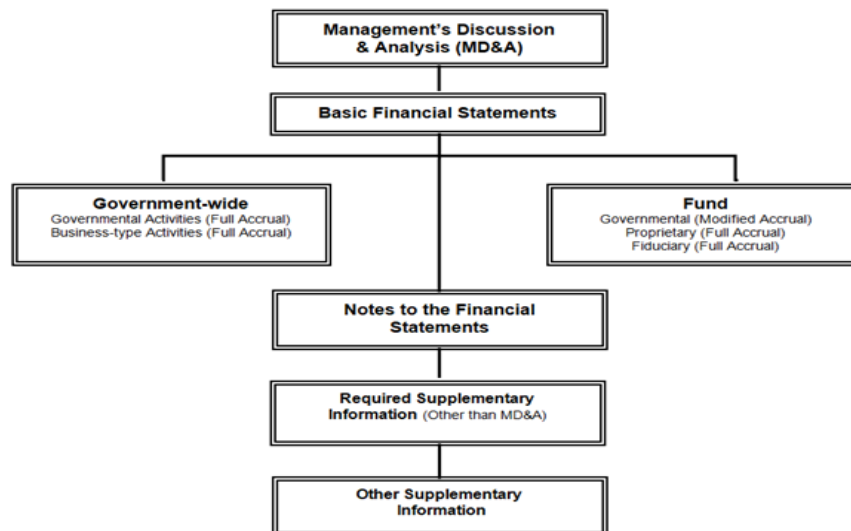 Management's Discussion
& Analysis (MD&A)
Basic Financial Statements
Government-wide
Governmental Activities (Full Accrual)
Business-type Activities (Full Accrual)
Fund
Governmental (Modified Accrual)
Proprietary (Full Accrual)
Fiduciary (Full Accrual)
Notes to the Financial
Statements
Required Supplementary
Information (Other than MD&A)
Other Supplementary
Information